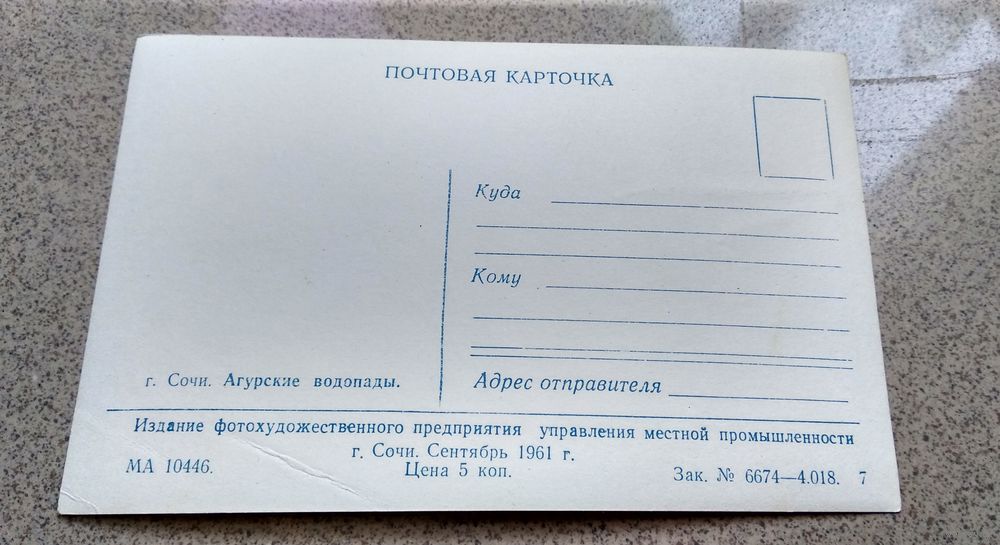 ПОЧТОВАЯ КАРТОЧКА
Куда
Кому
г. Сочи. Агурские водопады.
Адрес отправителя
Издание фотохудожественного предприятия управления местной промышленности
г. Сочи. Сентябрь 1961 г.
МА 10446.
Цена 5 коп.
Зак. № 6674—4.018. 7